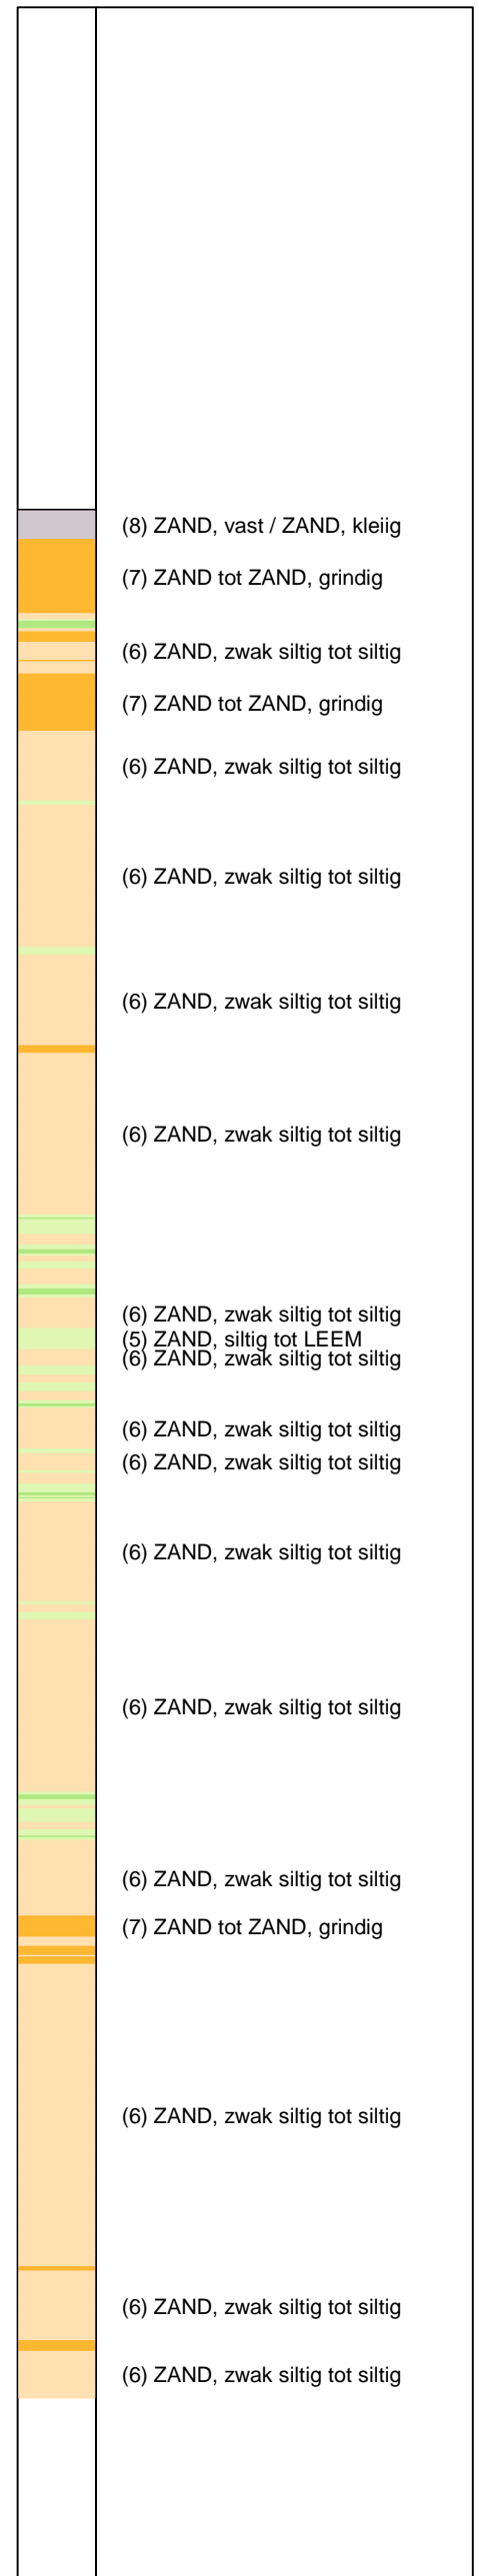 (8) ZAND, vast / ZAND, kleiig
(7) ZAND tot ZAND, grindig
(6) ZAND, zwak siltig tot siltig
(7) ZAND tot ZAND, grindig
(6) ZAND, zwak siltig tot siltig
(6) ZAND, zwak siltig tot siltig
(6) ZAND, zwak siltig tot siltig
(6) ZAND, zwak siltig tot siltig
(6) ZAND, zwak siltig tot siltig
(5) ZAND, siltig tot LEEM
(6) ZAND, zwak siltig tot siltig
(6) ZAND, zwak siltig tot siltig
(6) ZAND, zwak siltig tot siltig
(6) ZAND, zwak siltig tot siltig
(6) ZAND, zwak siltig tot siltig
(6) ZAND, zwak siltig tot siltig
(7) ZAND tot ZAND, grindig
(6) ZAND, zwak siltig tot siltig
(6) ZAND, zwak siltig tot siltig
(6) ZAND, zwak siltig tot siltig